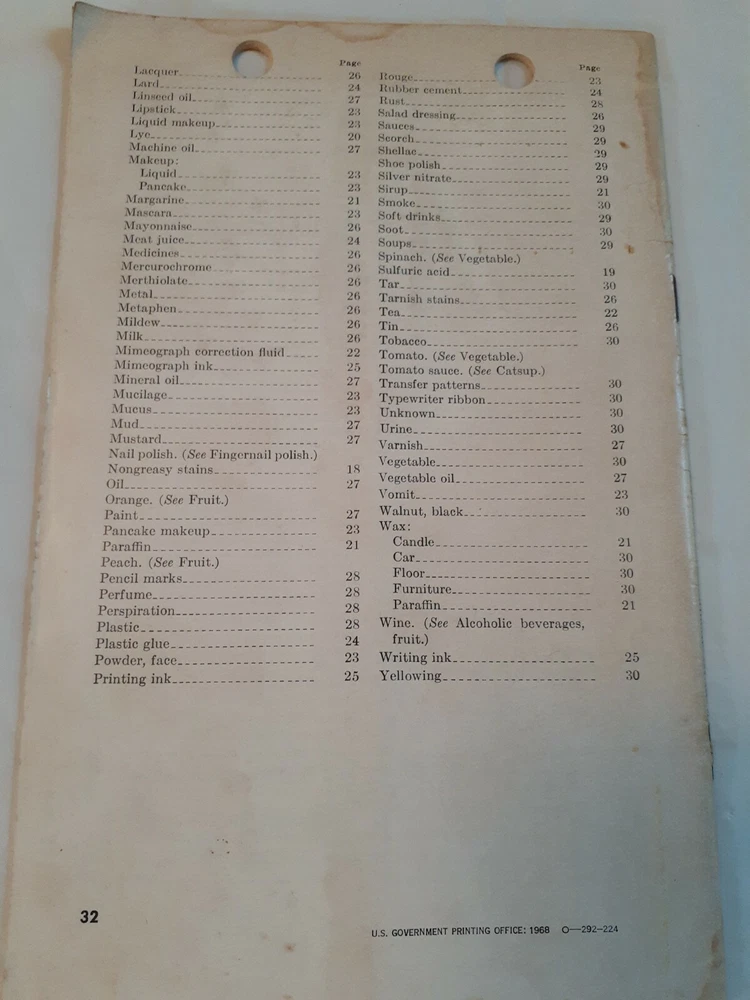 Page
Lacquer 26
Lard 24
Linseed oil 27
Lipstick 23
Liquid makeup 23
Lye 20
Machine oil 27
Makeup:
Liquid 23
Pancake 23
Margarine 21
Mascara 23
Mayonnaise 26
Meat juice 24
Medicines 26
Mercurochrome 26
Merthiolate 26
Metal 26
Metaphen 26
Mildew 26
Milk 26
Mimeograph correction fluid 22
Mimeograph ink 25
Mineral oil 27
Mucilage 23
Mucus 23
Mud 27
Mustard 27
Nail polish. (See Fingernail polish.)
Nongreasy stains 18
Oil 27
Orange. (See Fruit.)
Paint 27
Pancake makeup 23
Paraffin 21
Peach. (See Fruit.)
Pencil marks 28
Perfume 28
Perspiration 28
Plastic 28
Plastic glue 24
Powder, face 23
Printing ink 25
Page
Rouge 23
Rubber cement 24
Rust 28
Salad dressing 26
Sauces 29
Scorch 29
Shellac 29
Shoe polish 29
Silver nitrate 29
Sirup 21
Smoke 30
Soft drinks 29
Soot 30
Soups 29
Spinach. (See Vegetable.)
Sulfuric acid 19
Tar 30
Tarnish stains 26
Tea 22
Tin 26
Tobacco 30
Tomato. (See Vegetable.)
Tomato sauce. (See Catsup.)
Transfer patterns 30
Typewriter ribbon 30
Unknown 30
Urine 30
Varnish 27
Vegetable 30
Vegetable oil 27
Vomit 23
Walnut, black 30
Wax:
Candle 21
Car 30
Floor 30
Furniture 30
Paraffin 21
Wine. (See Alcoholic beverages,
fruit.)
Writing ink 25
Yellowing 30
32
U.S. GOVERNMENT PRINTING OFFICE: 1968 O—292-224